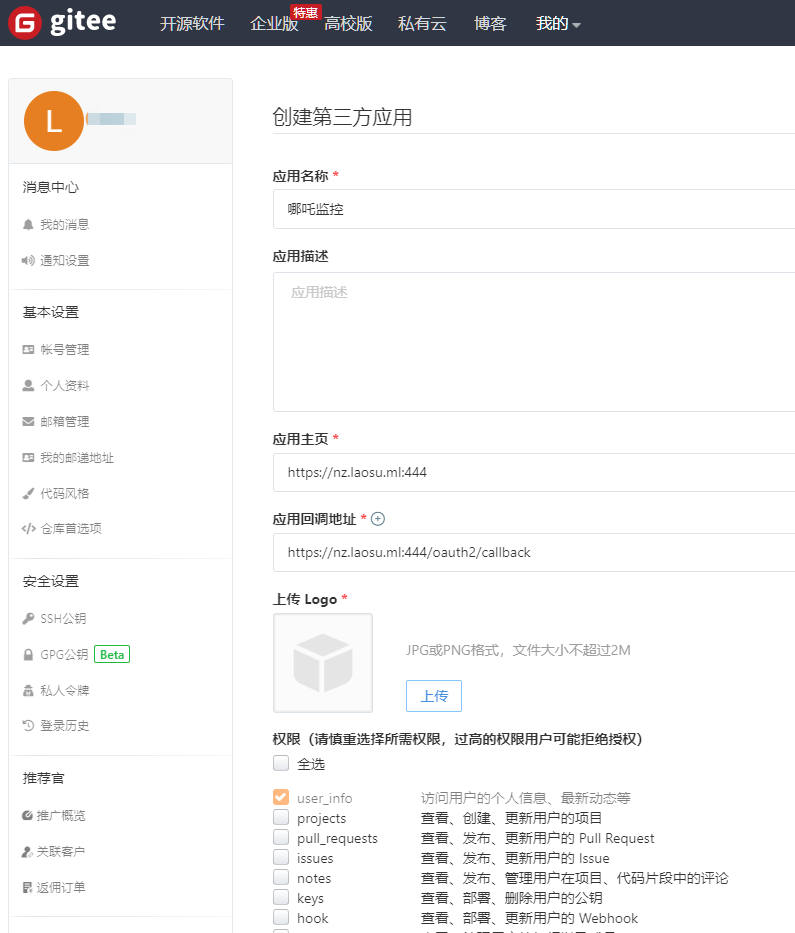 gitee
开源软件 企业版 特惠 高校版 私有云 博客 我的
L
消息中心
我的消息
通知设置
基本设置
帐号管理
个人资料
邮箱管理
我的邮递地址
代码风格
仓库首选项
安全设置
SSH公钥
GPG公钥 Beta
私人令牌
登录历史
推荐官
推广概览
关联客户
返佣订单
创建第三方应用
应用名称 *
哪吒监控
应用描述
应用描述
应用主页 *
https://nz.laosu.ml:444
应用回调地址 *
https://nz.laosu.ml:444/oauth2/callback
上传 Logo *
JPG或PNG格式，文件大小不超过2M
上传
权限（请慎重选择所需权限，过高的权限用户可能拒绝授权）
全选
user_info 访问用户的个人信息、最新动态等
projects 查看、创建、更新用户的项目
pull_requests 查看、发布、更新用户的 Pull Request
issues 查看、发布、更新用户的 Issue
notes 查看、发布、管理用户在项目、代码片段中的评论
keys 查看、部署、删除用户的公钥
hook 查看、部署、更新用户的 Webhook